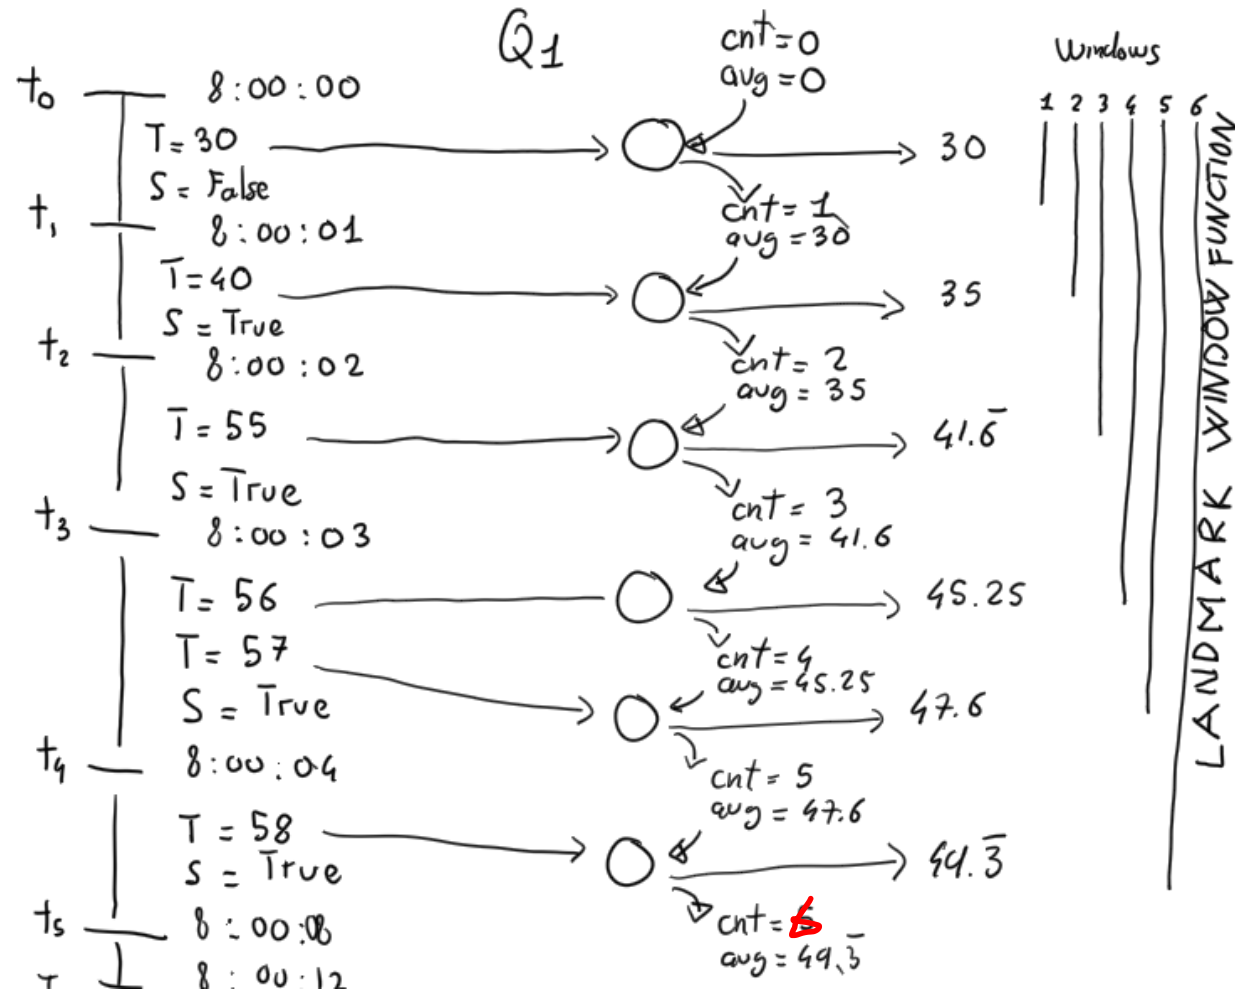 Q1
cnt=0
avg=0
Windows
1 2 3 4 5 6
LANDMARK WINDOW FUNCTION
t₀ 8:00:00
T=30
30
S = False
cnt= 1
avg=30
t₁ 8:00:01
T=40
35
S = True
cnt= 2
avg = 35
t₂ 8:00:02
T= 55
41.6̅
S = True
cnt= 3
avg= 41.6
t₃ 8:00:03
T= 56
45.25
T= 57
cnt=4
avg=45.25
S = True
47.6
t₄ 8:00:04
cnt= 5
avg=47.6
T = 58
49.3̅
S = True
cnt= 6
avg=49.3̅
t₅ 8:00:08
8:00:12